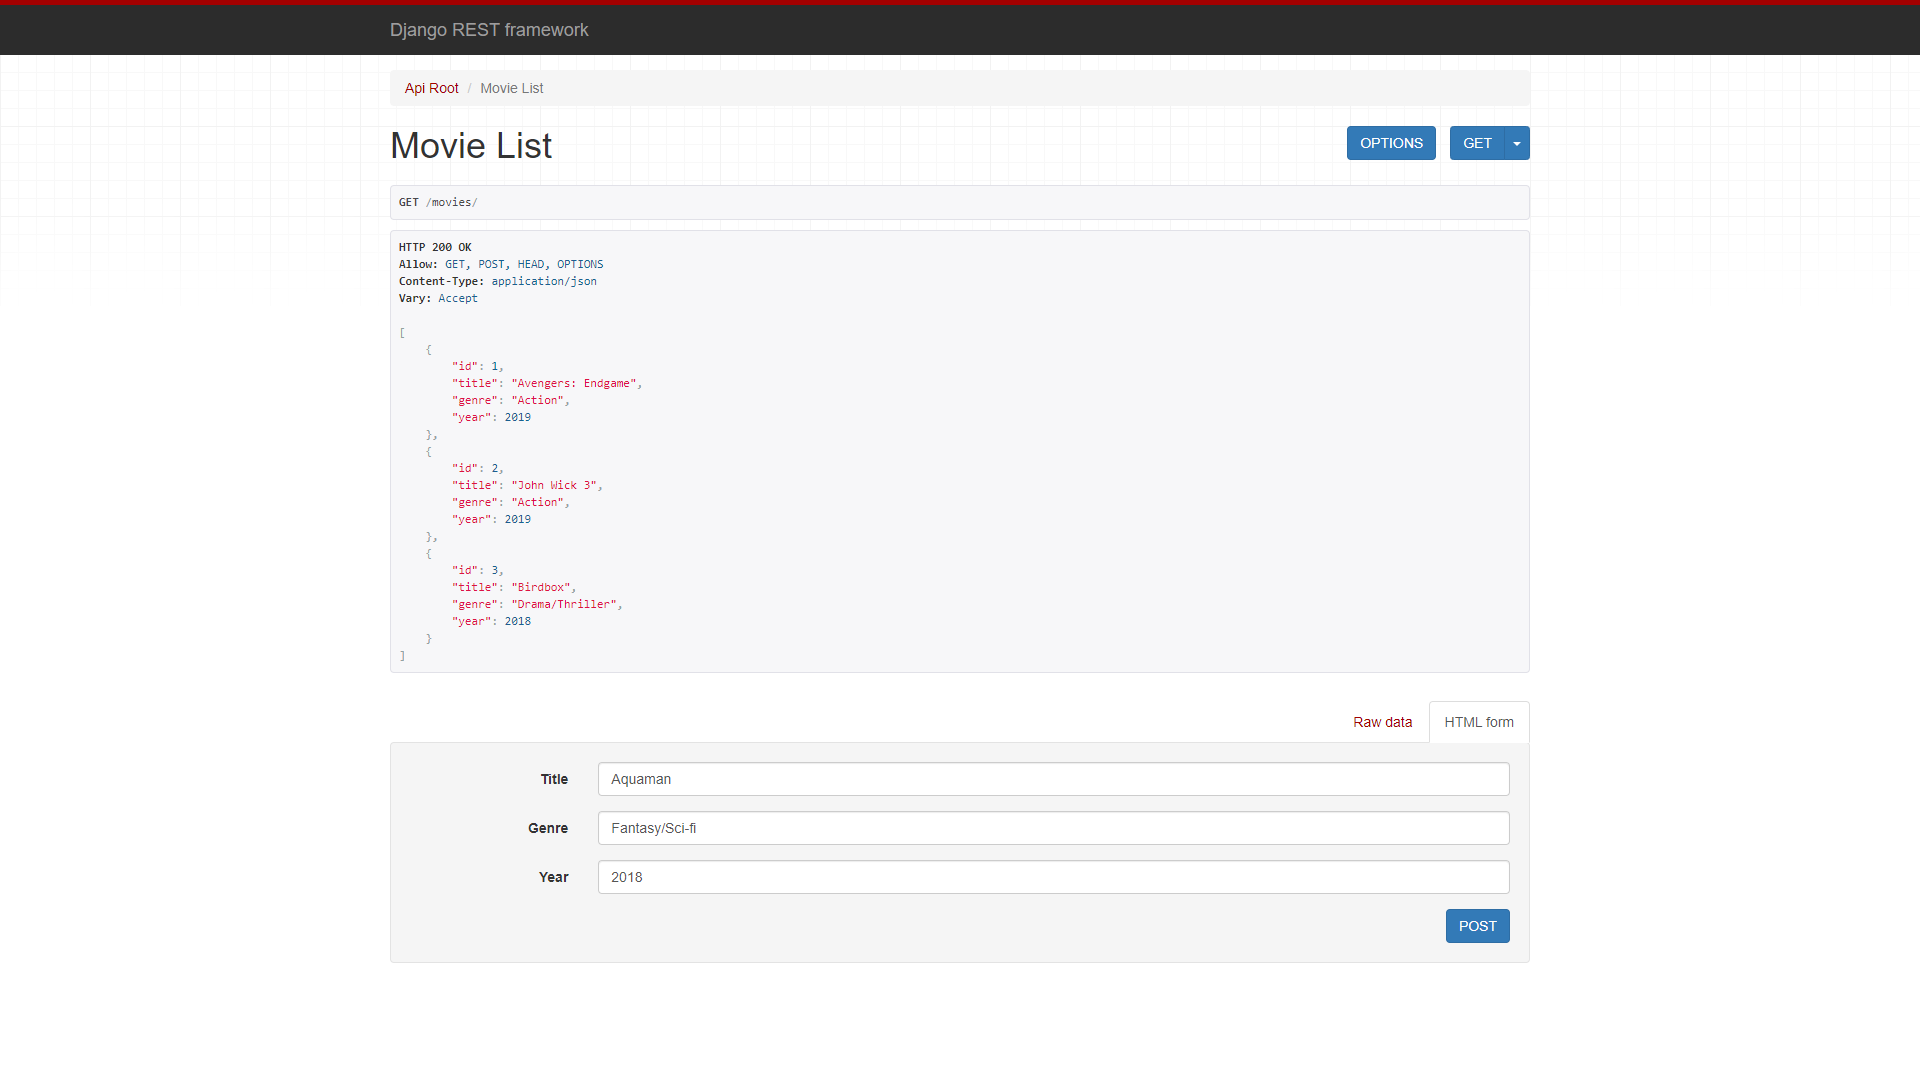 Django REST framework
Api Root / Movie List
Movie List
OPTIONS GET
GET /movies/
HTTP 200 OK
Allow: GET, POST, HEAD, OPTIONS
Content-Type: application/json
Vary: Accept
[
    {
        "id": 1,
        "title": "Avengers: Endgame",
        "genre": "Action",
        "year": 2019
    },
    {
        "id": 2,
        "title": "John Wick 3",
        "genre": "Action",
        "year": 2019
    },
    {
        "id": 3,
        "title": "Birdbox",
        "genre": "Drama/Thriller",
        "year": 2018
    }
]
Raw data HTML form
Title Aquaman
Genre Fantasy/Sci-fi
Year 2018
POST